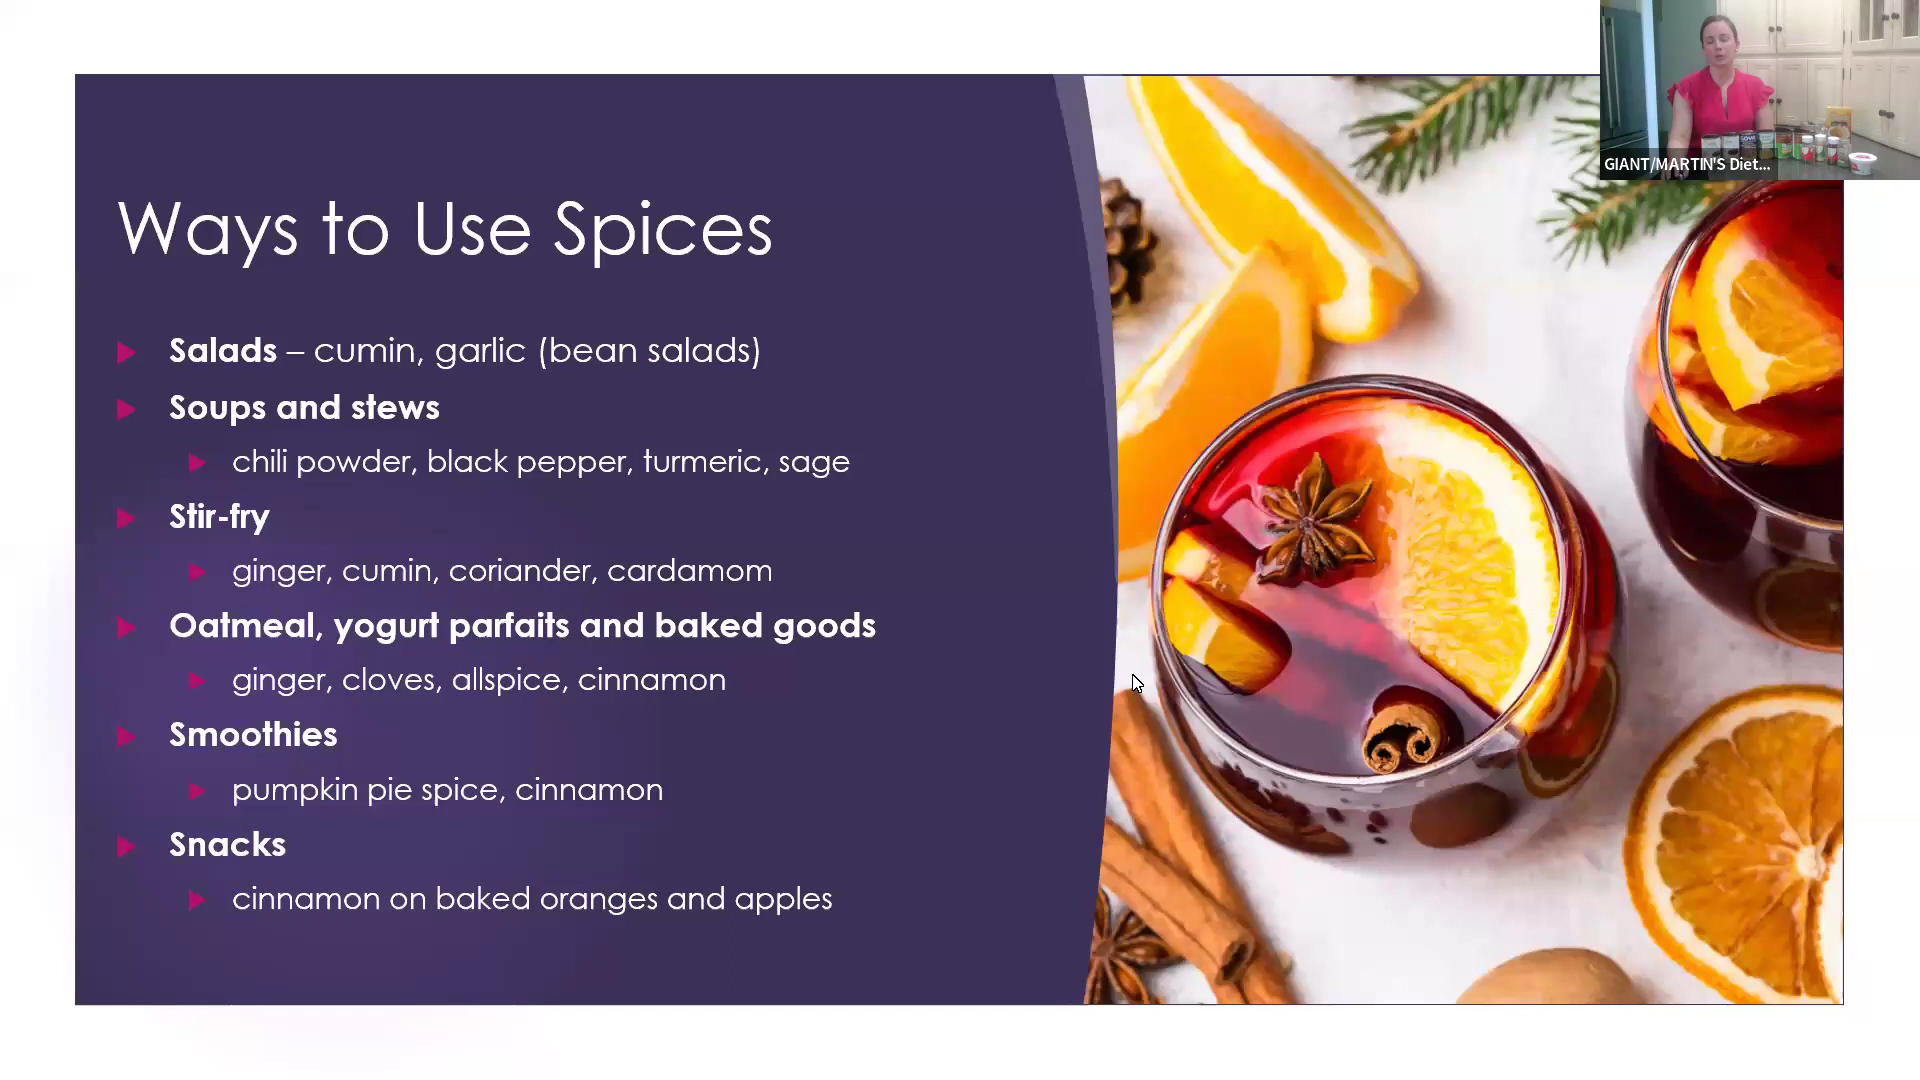 GIANT/MARTIN'S Diet...
Ways to Use Spices
Salads – cumin, garlic (bean salads)
Soups and stews
chili powder, black pepper, turmeric, sage
Stir-fry
ginger, cumin, coriander, cardamom
Oatmeal, yogurt parfaits and baked goods
ginger, cloves, allspice, cinnamon
Smoothies
pumpkin pie spice, cinnamon
Snacks
cinnamon on baked oranges and apples